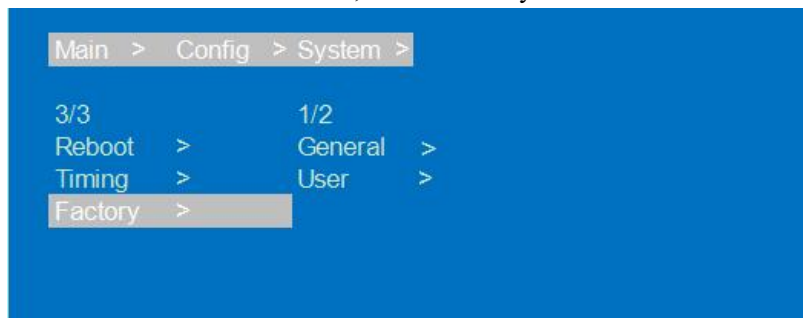 Main > Config > System >
3/3 1/2
Reboot > General >
Timing > User >
Factory >